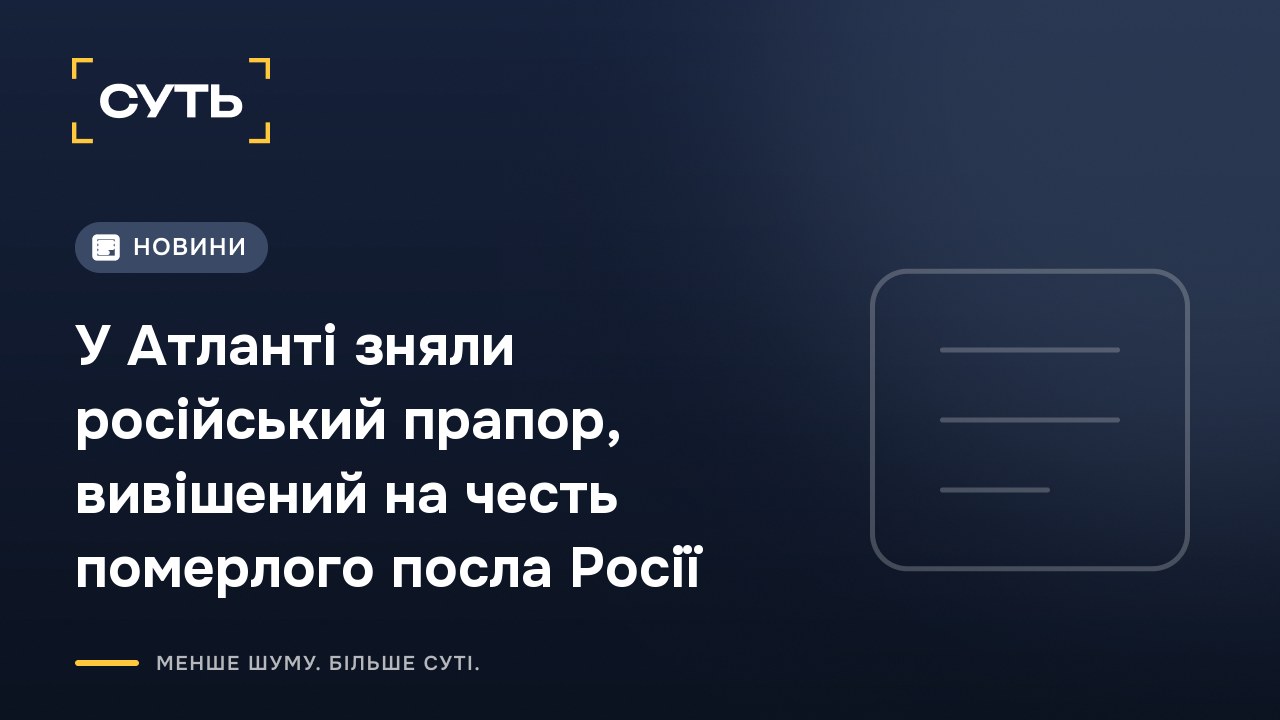 СУТЬ
НОВИНИ
У Атланті зняли
російський прапор,
вивішений на честь
померлого посла Росії
МЕНШЕ ШУМУ. БІЛЬШЕ СУТІ.